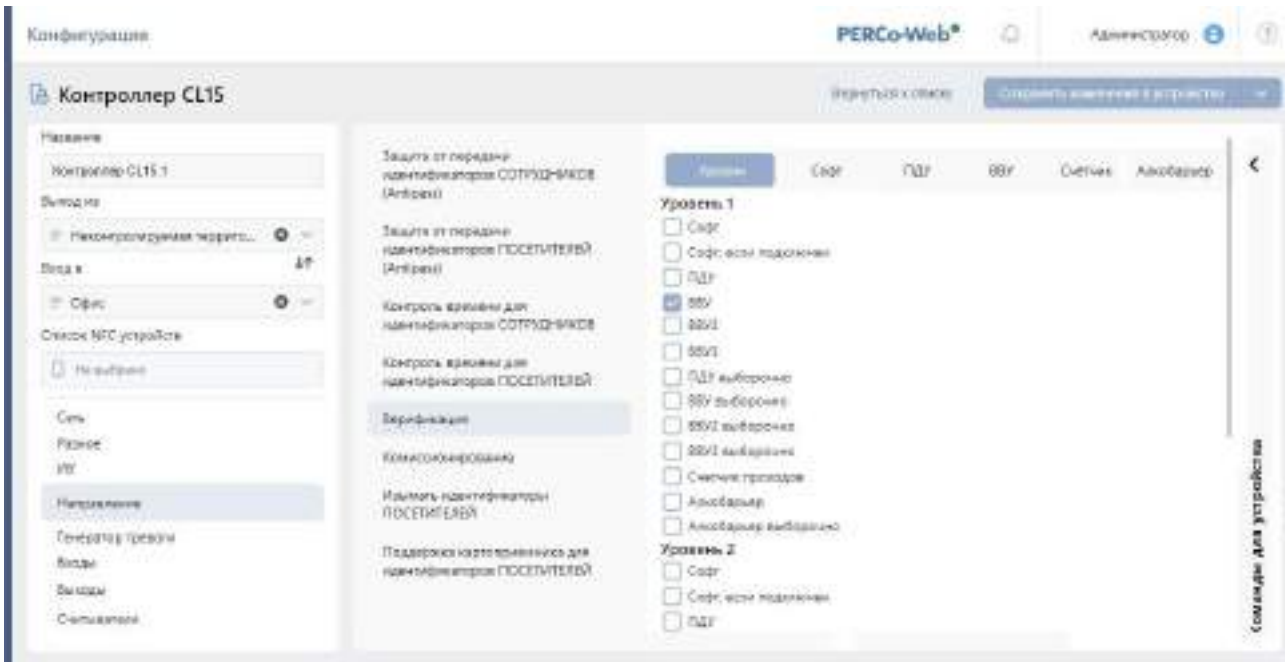 Конфигурация
PERCo-Web
Администратор
Контроллер CL15
Вернуться к списку
Сохранить изменения в устройство
Название
Контроллер CL15 1
Выход из
Неконтролируемая террито...
Вход в
Офис
Список NFC устройств
Не выбрано
Сеть
Разное
ИУ
Направление
Генератор тревоги
Входы
Выходы
Считыватели
Защита от передачи
идентификаторов СОТРУДНИКОВ
(Antipass)
Защита от передачи
идентификаторов ПОСЕТИТЕЛЕЙ
(Antipass)
Контроль времени для
идентификаторов СОТРУДНИКОВ
Контроль времени для
идентификаторов ПОСЕТИТЕЛЕЙ
Верификация
Комиссионирование
Изымать идентификаторы
ПОСЕТИТЕЛЕЙ
Поддержка картоприемника для
идентификаторов ПОСЕТИТЕЛЕЙ
Уровни Софт ПДУ ВВУ Счетчик Алкобарьер
Уровень 1
Софт
Софт, если подключен
ПДУ
ВВУ
ВВУ2
ПДУ выборочно
ВВУ выборочно
ВВУ2 выборочно
Счетчик проходов
Алкобарьер
Алкобарьер выборочно
Уровень 2
Софт
Софт, если подключен
ПДУ
Команды для устройства